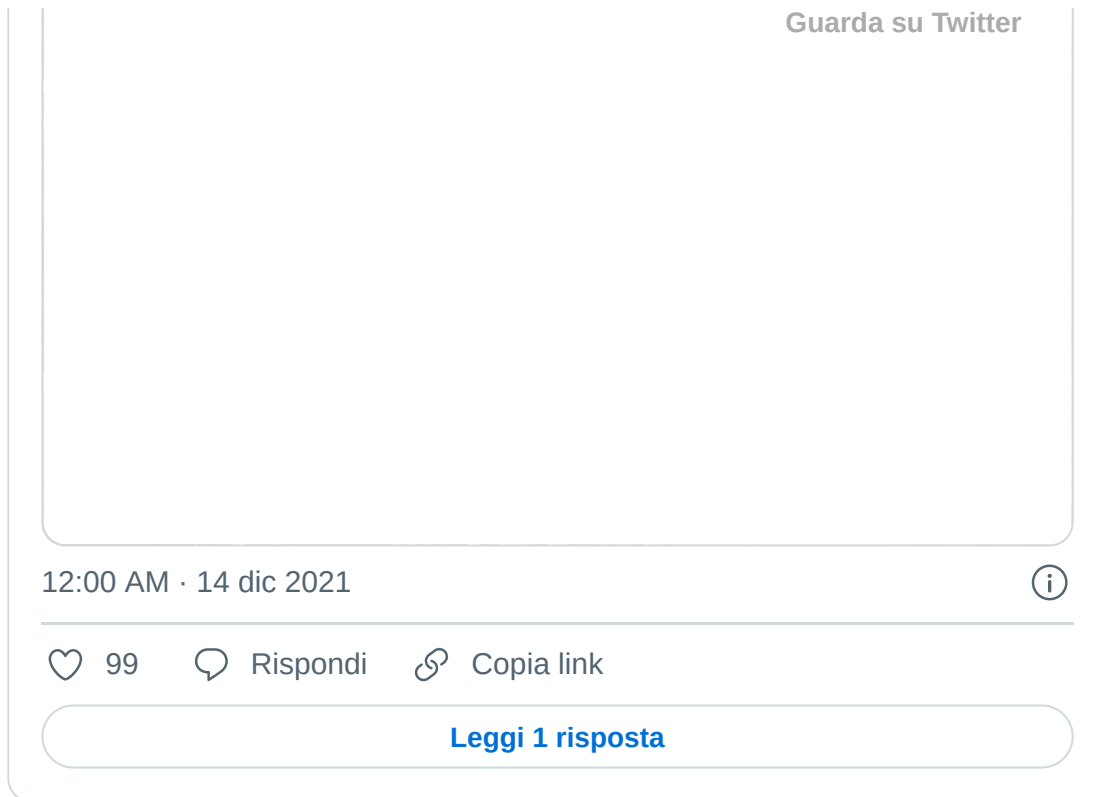 Guarda su Twitter
12:00 AM · 14 dic 2021
99 Rispondi Copia link
Leggi 1 risposta